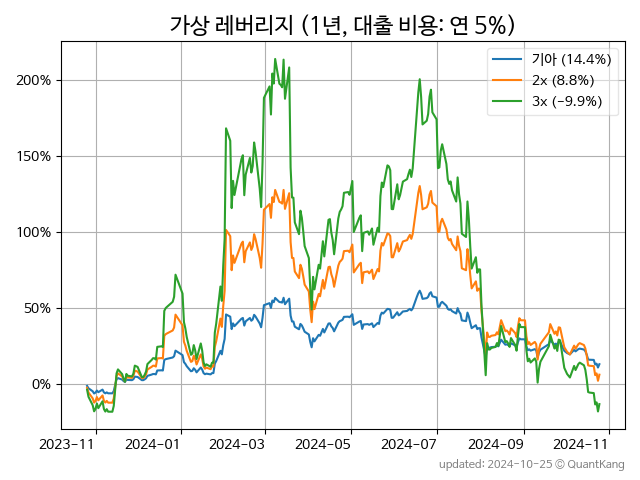 가상 레버리지 (1년, 대출 비용: 연 5%)
기아 (14.4%)
2x (8.8%)
3x (−9.9%)
200%
150%
100%
50%
0%
2023-11
2024-01
2024-03
2024-05
2024-07
2024-09
2024-11
updated: 2024-10-25 © QuantKang